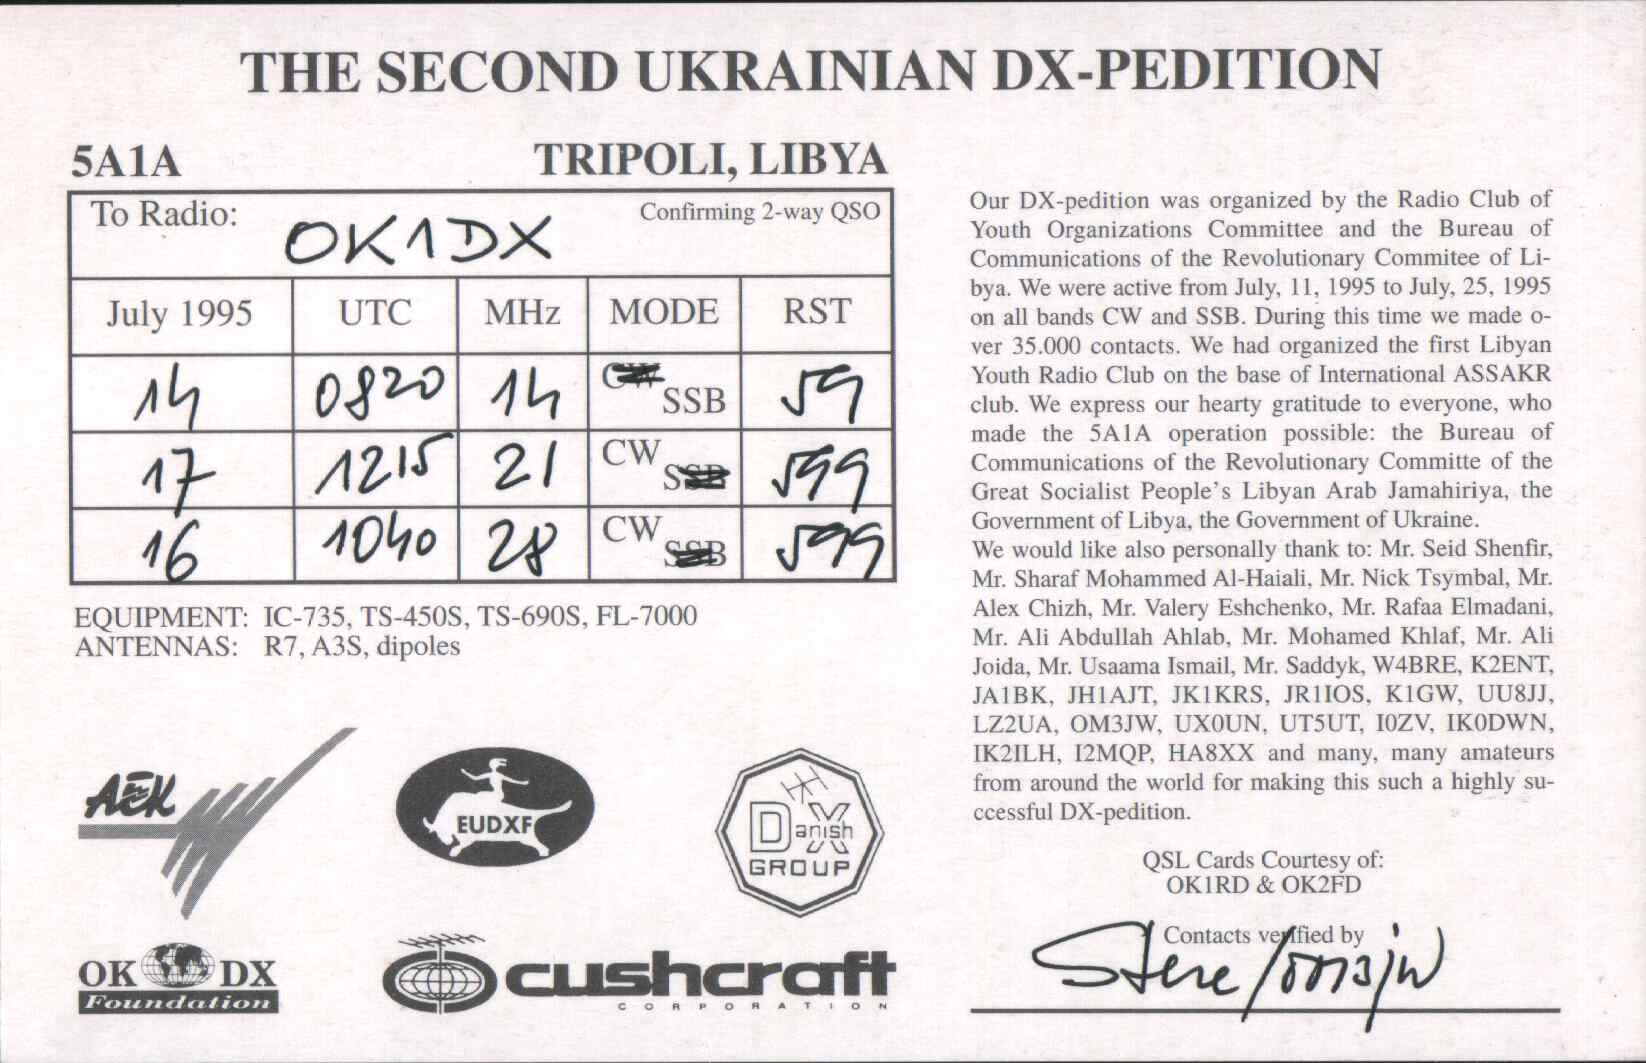 THE SECOND UKRAINIAN DX-PEDITION
5A1A TRIPOLI, LIBYA
To Radio: OK1DX Confirming 2-way QSO
July 1995 UTC MHz MODE RST
14 0820 14 CW SSB 59
17 1215 21 CW SSB 599
16 1040 28 CW SSB 599
EQUIPMENT: IC-735, TS-450S, TS-690S, FL-7000
ANTENNAS: R7, A3S, dipoles
Our DX-pedition was organized by the Radio Club of
Youth Organizations Committee and the Bureau of
Communications of the Revolutionary Commitee of Li-
bya. We were active from July, 11, 1995 to July, 25, 1995
on all bands CW and SSB. During this time we made o-
ver 35.000 contacts. We had organized the first Libyan
Youth Radio Club on the base of International ASSAKR
club. We express our hearty gratitude to everyone, who
made the 5A1A operation possible: the Bureau of
Communications of the Revolutionary Committe of the
Great Socialist People's Libyan Arab Jamahiriya, the
Government of Libya, the Government of Ukraine.
We would like also personally thank to: Mr. Seid Shenfir,
Mr. Sharaf Mohammed Al-Haiali, Mr. Nick Tsymbal, Mr.
Alex Chizh, Mr. Valery Eshchenko, Mr. Rafaa Elmadani,
Mr. Ali Abdullah Ahlab, Mr. Mohamed Khlaf, Mr. Ali
Joida, Mr. Usaama Ismail, Mr. Saddyk, W4BRE, K2ENT,
JA1BK, JH1AJT, JK1KRS, JR1IOS, K1GW, UU8JJ,
LZ2UA, OM3JW, UX0UN, UT5UT, I0ZV, IK0DWN,
IK2ILH, I2MQP, HA8XX and many, many amateurs
from around the world for making this such a highly su-
ccessful DX-pedition.
QSL Cards Courtesy of:
OK1RD & OK2FD
Contacts verified by
Stere/om3jw
AEK
EUDXF
DX
Danish
GROUP
OK DX
Foundation
cushcraft
CORPORATION